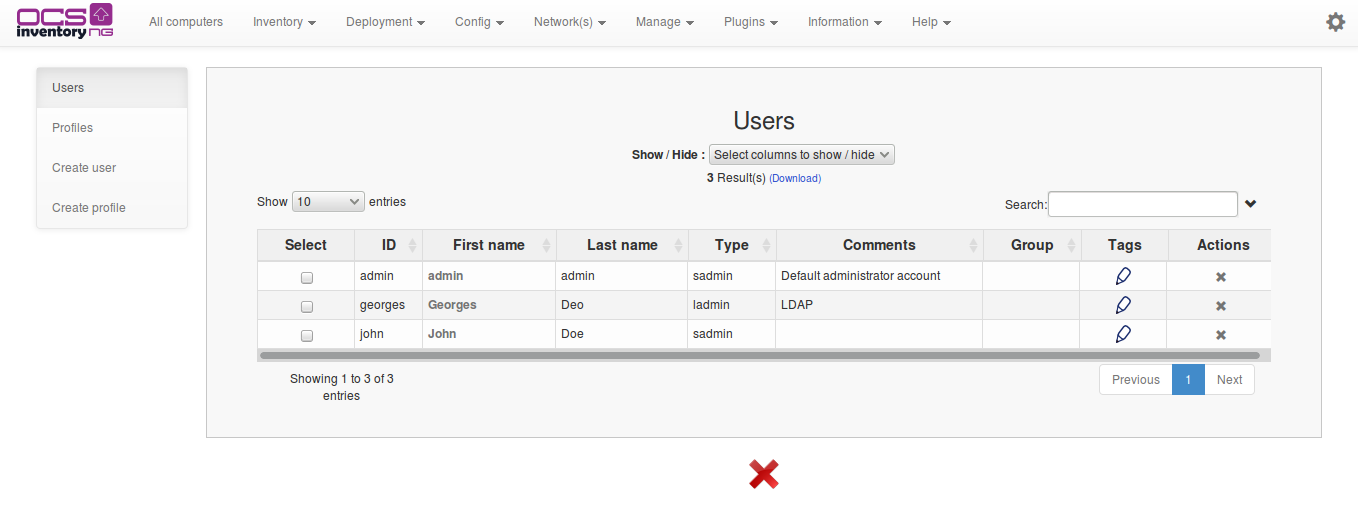 OCS inventory NG
All computers Inventory Deployment Config Network(s) Manage Plugins Information Help
Users
Profiles
Create user
Create profile
Users
Show / Hide : Select columns to show / hide
3 Result(s) (Download)
Show 10 entries Search:
Select ID First name Last name Type Comments Group Tags Actions
admin admin admin sadmin Default administrator account
georges Georges Deo ladmin LDAP
john John Doe sadmin
Showing 1 to 3 of 3
entries
Previous 1 Next